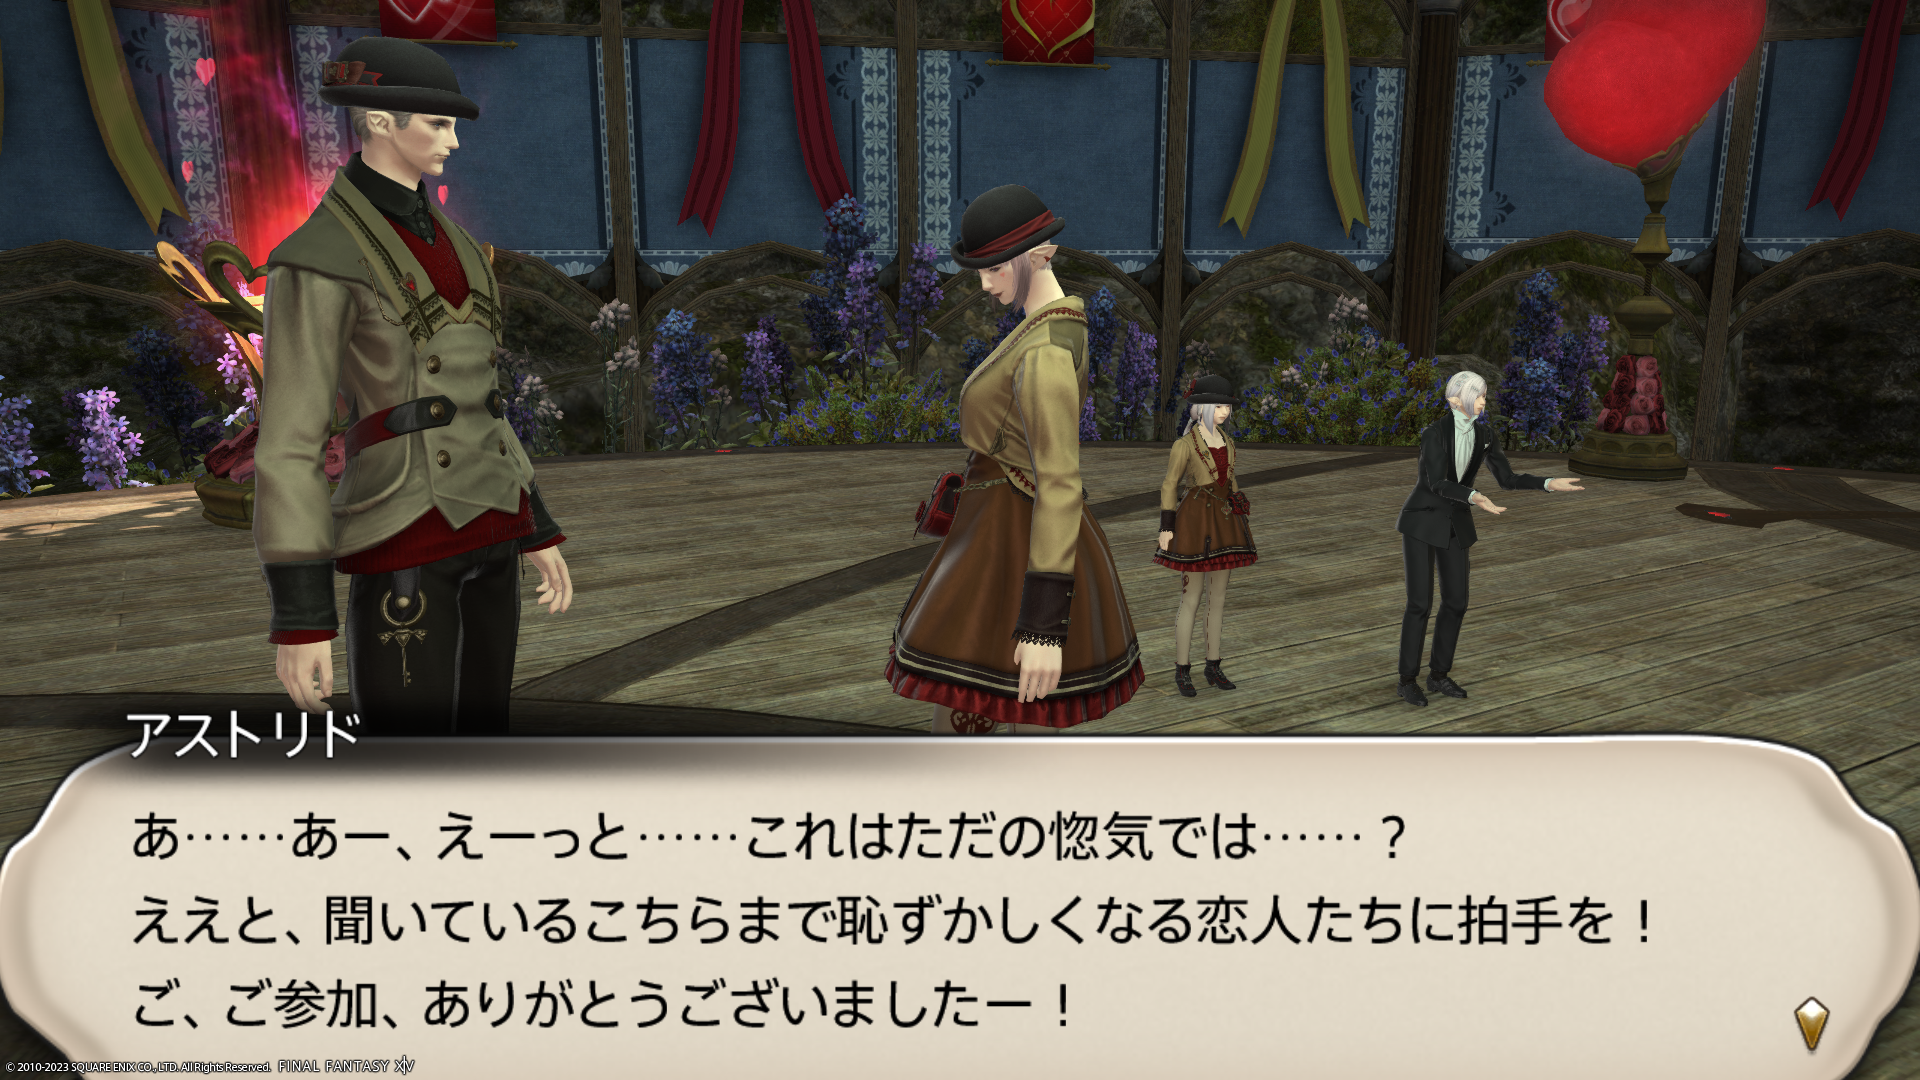 アストリド
あ……あー、えーっと……これはただの惚気では……？
ええと、聞いているこちらまで恥ずかしくなる恋人たちに拍手を！
ご、ご参加、ありがとうございましたー！
© 2010-2023 SQUARE ENIX CO., LTD. All Rights Reserved. FINAL FANTASY XIV